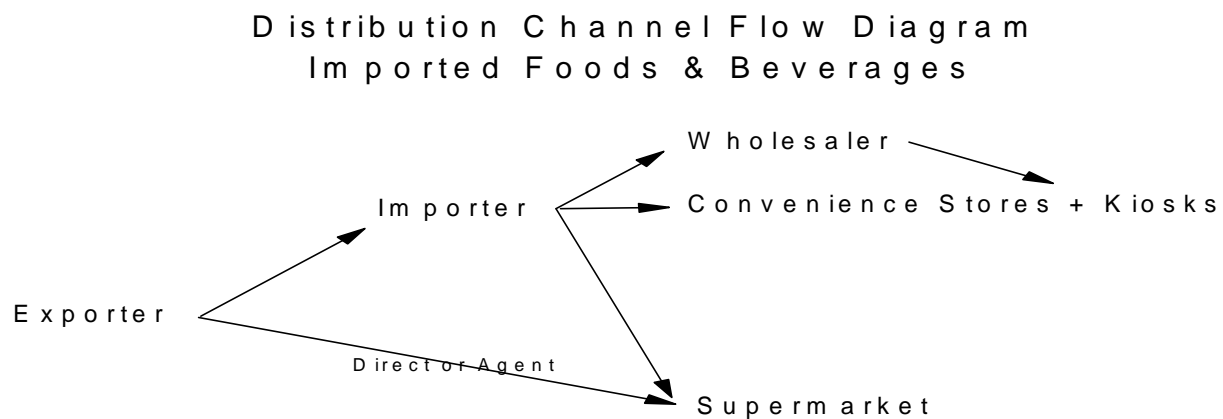 Distribution Channel Flow Diagram
Imported Foods & Beverages
Wholesaler
Importer
Convenience Stores + Kiosks
Exporter
Direct or Agent
Supermarket